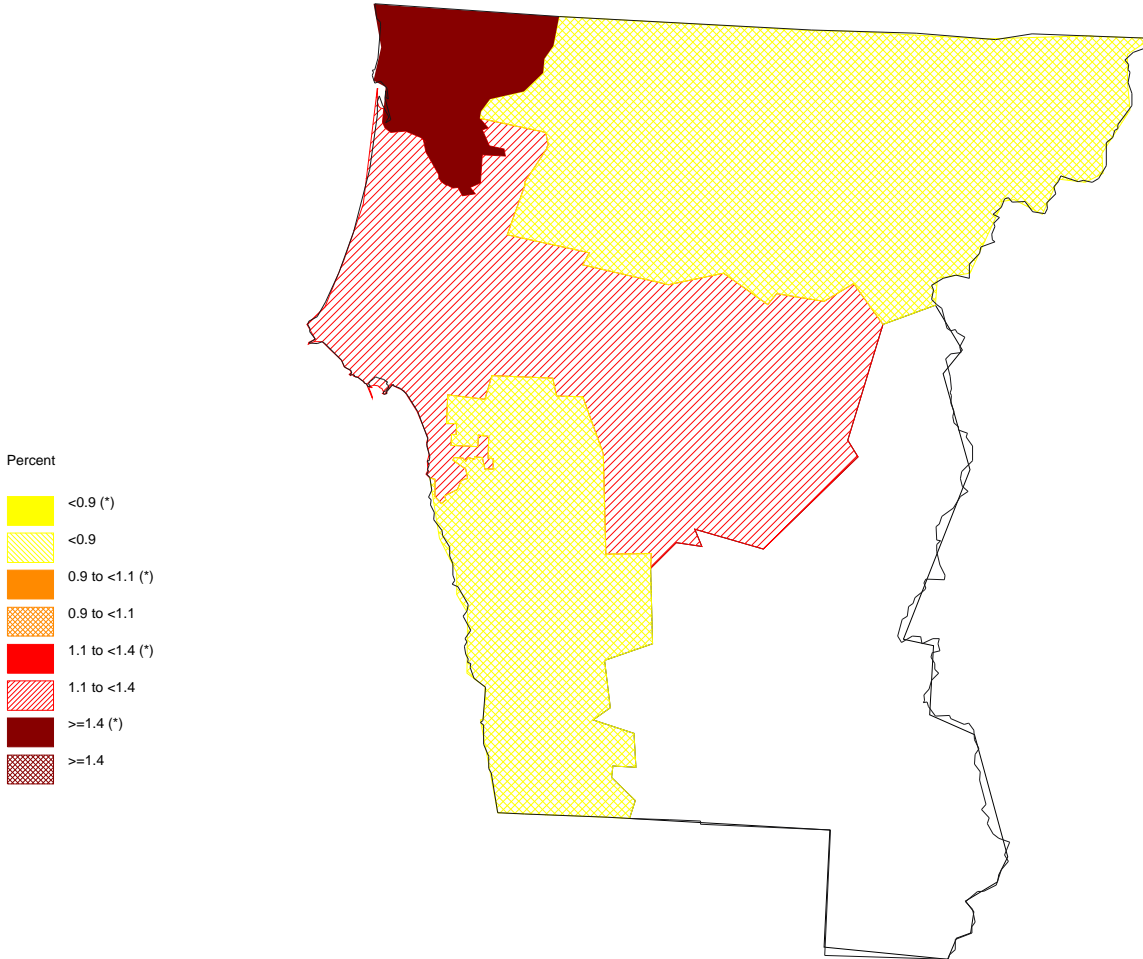 Percent
<0.9 (*)
<0.9
0.9 to <1.1 (*)
0.9 to <1.1
1.1 to <1.4 (*)
1.1 to <1.4
>=1.4 (*)
>=1.4